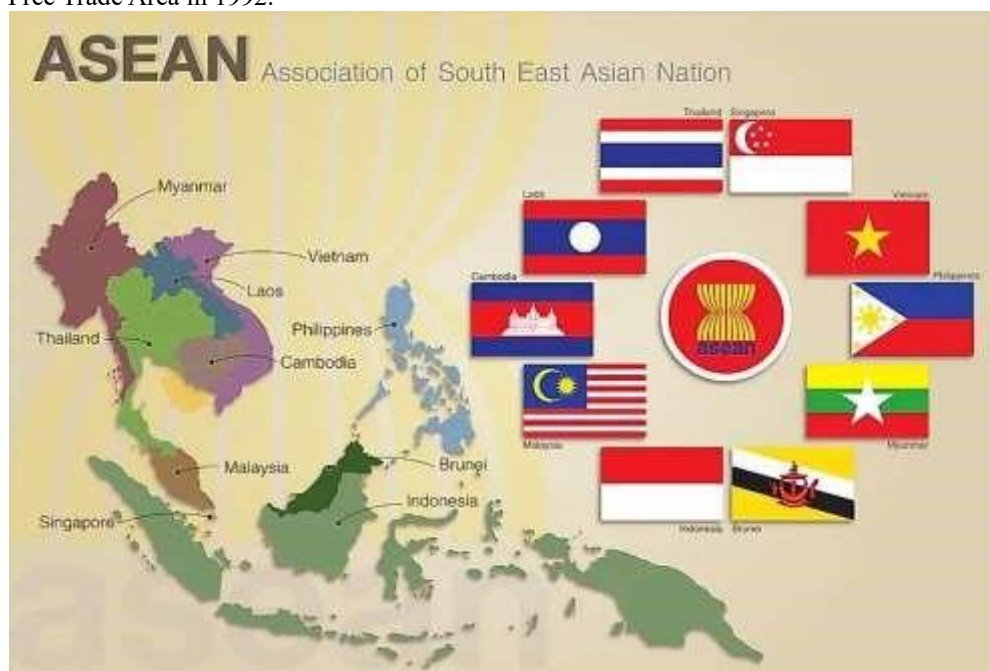 Free Trade Area in 1992.
ASEAN Association of South East Asian Nation
Thailand Singapore
Myanmar
Laos
Vietnam
Vietnam
Cambodia
Philippines
Laos
Philippines
Thailand
Cambodia
Malaysia
Myanmar
Malaysia
Brunei
Indonesia
Singapore
Indonesia Brunei
asean
asean